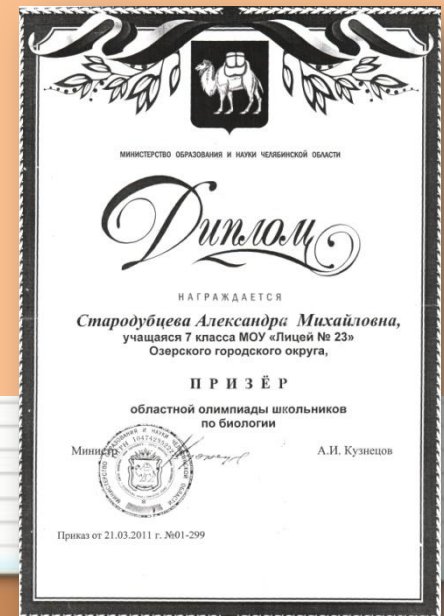 МИНИСТЕРСТВО ОБРАЗОВАНИЯ И НАУКИ ЧЕЛЯБИНСКОЙ ОБЛАСТИ
Диплом
НАГРАЖДАЕТСЯ
Стародубцева Александра Михайловна,
учащаяся 7 класса МОУ «Лицей № 23»
Озерского городского округа,
ПРИЗЁР
областной олимпиады школьников
по биологии
Министр А.И. Кузнецов
Приказ от 21.03.2011 г. №01-299